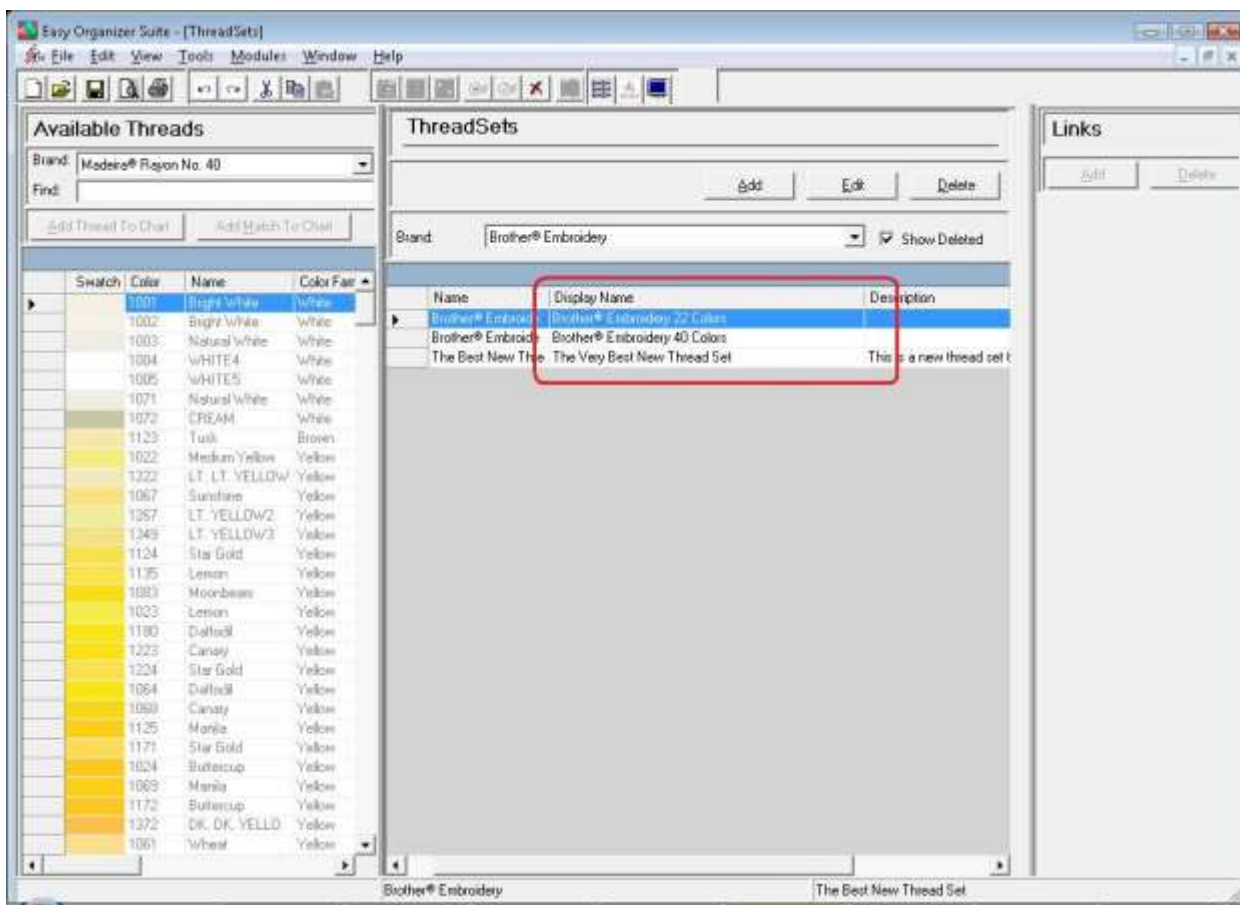 Easy Organizer Suite - [ThreadSets]
File Edit View Tools Modules Window Help
Available Threads
Brand: Madeira® Rayon No. 40
Find:
Add Thread To Chart Add Match To Chart
Swatch Color Name Color Fam
1001 Bright White White
1002 Bright White White
1003 Natural White White
1004 WHITE4 White
1005 WHITE5 White
1071 Natural White White
1072 CREAM White
1123 Tusk Brown
1022 Medium Yellow Yellow
1222 LT. LT. YELLOW Yellow
1067 Sunshine Yellow
1367 LT. YELLOW2 Yellow
1349 LT. YELLOW3 Yellow
1124 Star Gold Yellow
1135 Lemon Yellow
1083 Moonbeam Yellow
1023 Lemon Yellow
1180 Daffodil Yellow
1223 Canary Yellow
1224 Star Gold Yellow
1064 Daffodil Yellow
1068 Canary Yellow
1125 Manila Yellow
1171 Star Gold Yellow
1024 Buttercup Yellow
1069 Manila Yellow
1172 Buttercup Yellow
1372 DK. DK. YELLO Yellow
1061 Wheat Yellow
ThreadSets
Add Edit Delete
Brand: Brother® Embroidery Show Deleted
Name Display Name Description
Brother® Embroid Brother® Embroidery 22 Colors
Brother® Embroide Brother® Embroidery 40 Colors
The Best New Thre The Very Best New Thread Set This is a new thread set t
Links
Add Delete
Brother® Embroidery The Best New Thread Set